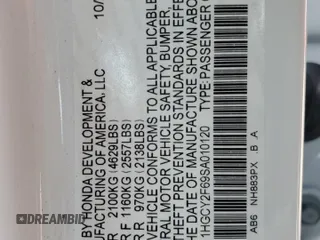 BY HONDA DEVELOPMENT &
MANUFACTURING OF AMERICA, LLC 10/
2100KG (4629LBS)
R F 1160KG (2557LBS)
R R 970KG (2138LBS)
VEHICLE CONFORMS TO ALL APPLICABLE
RAL MOTOR VEHICLE SAFETY, BUMPER,
THEFT PREVENTION STANDARDS IN EFFE
THE DATE OF MANUFACTURE SHOWN ABOV
1HGCY2F69SA010120 TYPE: PASSENGER
AB6 NH883PX B A
DREAMBID